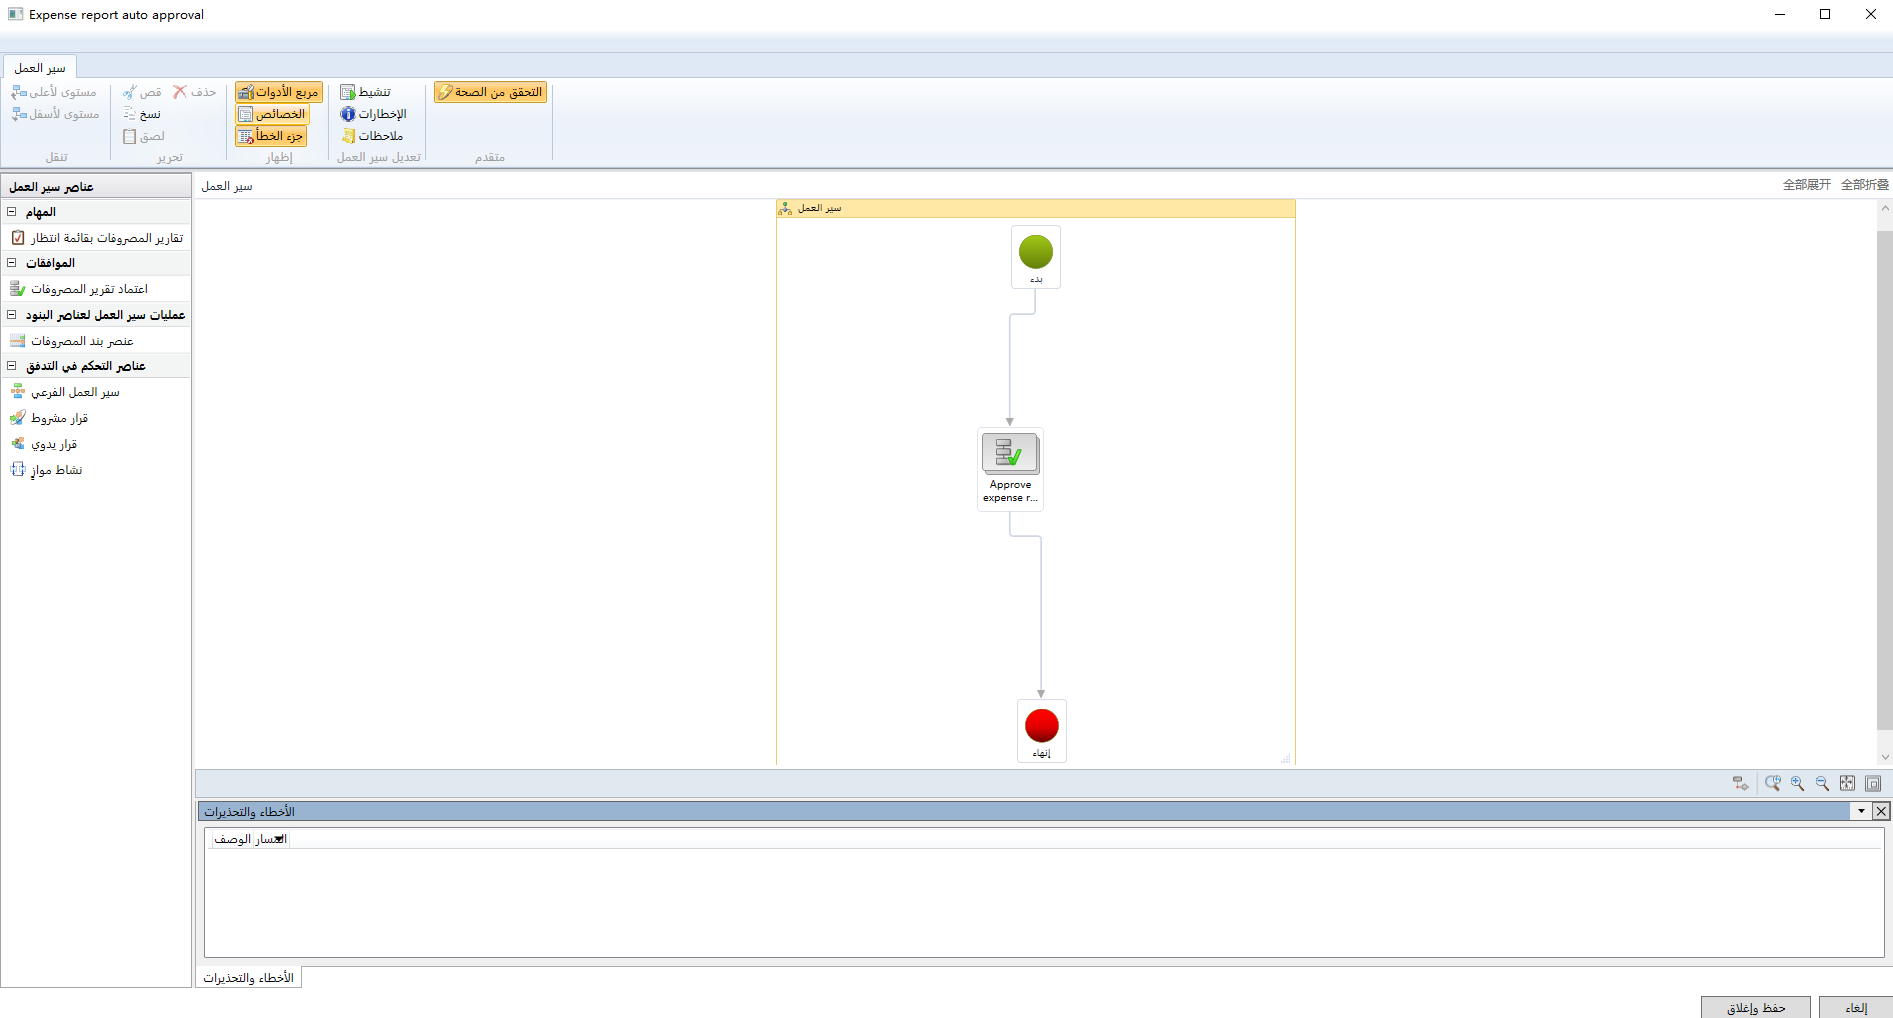 Expense report auto approval
سير العمل
مستوى لأعلى
مستوى لأسفل
تنقل
قص
حذف
نسخ
لصق
تحرير
مربع الأدوات
الخصائص
جزء الخطأ
إظهار
تنشيط
الإخطارات
ملاحظات
تعديل سير العمل
التحقق من الصحة
متقدم
عناصر سير العمل
المهام
تقارير المصروفات بقائمة انتظار
الموافقات
اعتماد تقرير المصروفات
عمليات سير العمل لعناصر البنود
عنصر بند المصروفات
عناصر التحكم في التدفق
سير العمل الفرعي
قرار مشروط
قرار يدوي
نشاط موازٍ
سير العمل
全部展开 全部折叠
سير العمل
بدء
Approve
expense r...
إنهاء
الأخطاء والتحذيرات
الوصف المسار
الأخطاء والتحذيرات
حفظ وإغلاق
إلغاء